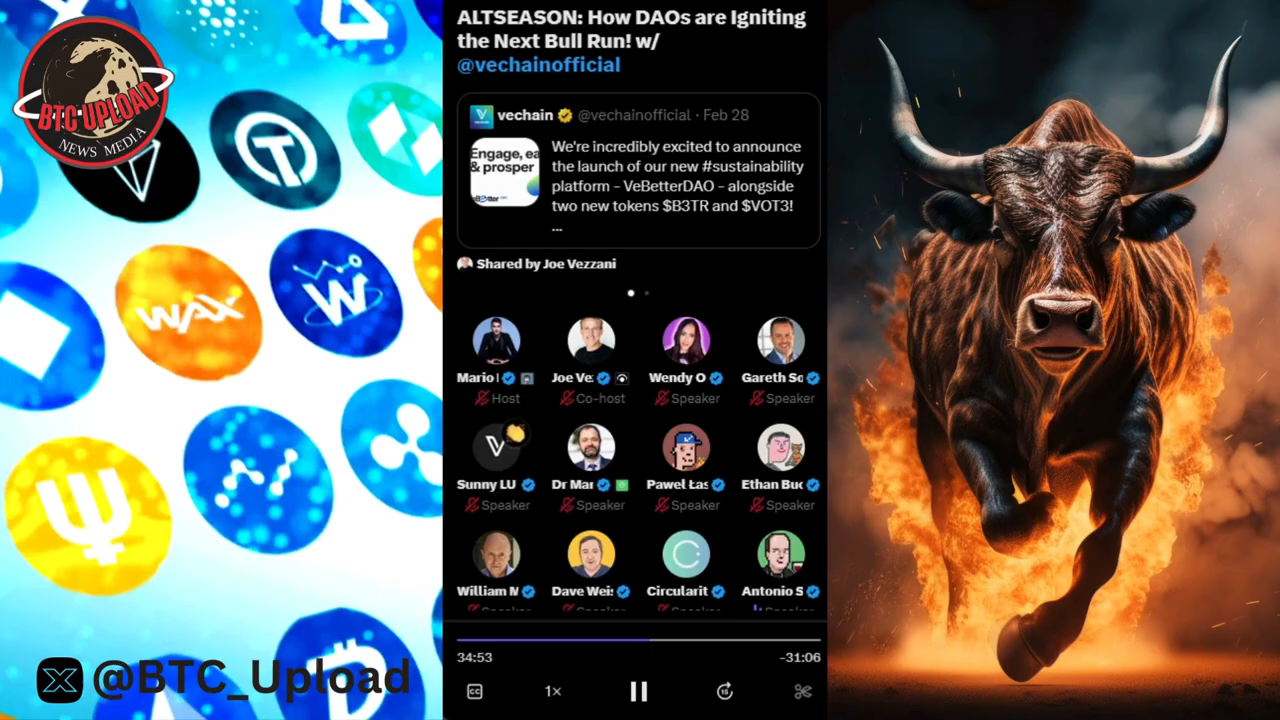 BTC UPLOAD
NEWS MEDIA
WAX
@BTC_Upload
ALTSEASON: How DAOs are Igniting
the Next Bull Run! w/
@vechainofficial
vechain @vechainofficial · Feb 28
Engage, ea
& prosper
We're incredibly excited to announce
the launch of our new #sustainability
platform - VeBetterDAO - alongside
two new tokens $B3TR and $VOT3!
...
Shared by Joe Vezzani
Mario Joe Ve: Wendy O Gareth So
Host Co-host Speaker Speaker
Sunny LU Dr Mar Paweł Łas Ethan Buc
Speaker Speaker Speaker Speaker
William M Dave Wei: Circularit Antonio S
34:53 -31:06
CC 1× 15